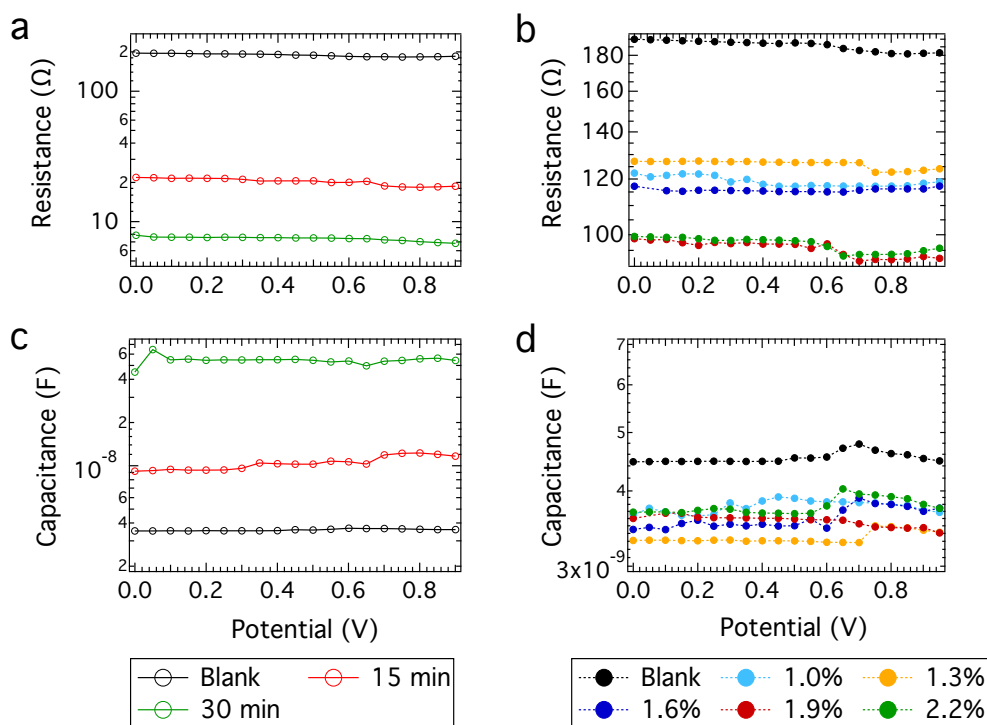 a
Resistance (Ω)
2
100
6
4
2
10
8
6
0.0 0.2 0.4 0.6 0.8
b
Resistance (Ω)
180
160
140
120
100
0.0 0.2 0.4 0.6 0.8
c
Capacitance (F)
6
4
2
10⁻⁸
6
4
2
0.0 0.2 0.4 0.6 0.8
Potential (V)
d
Capacitance (F)
7
6
5
4
3x10⁻⁹
0.0 0.2 0.4 0.6 0.8
Potential (V)
Blank 15 min
30 min
Blank 1.0% 1.3%
1.6% 1.9% 2.2%